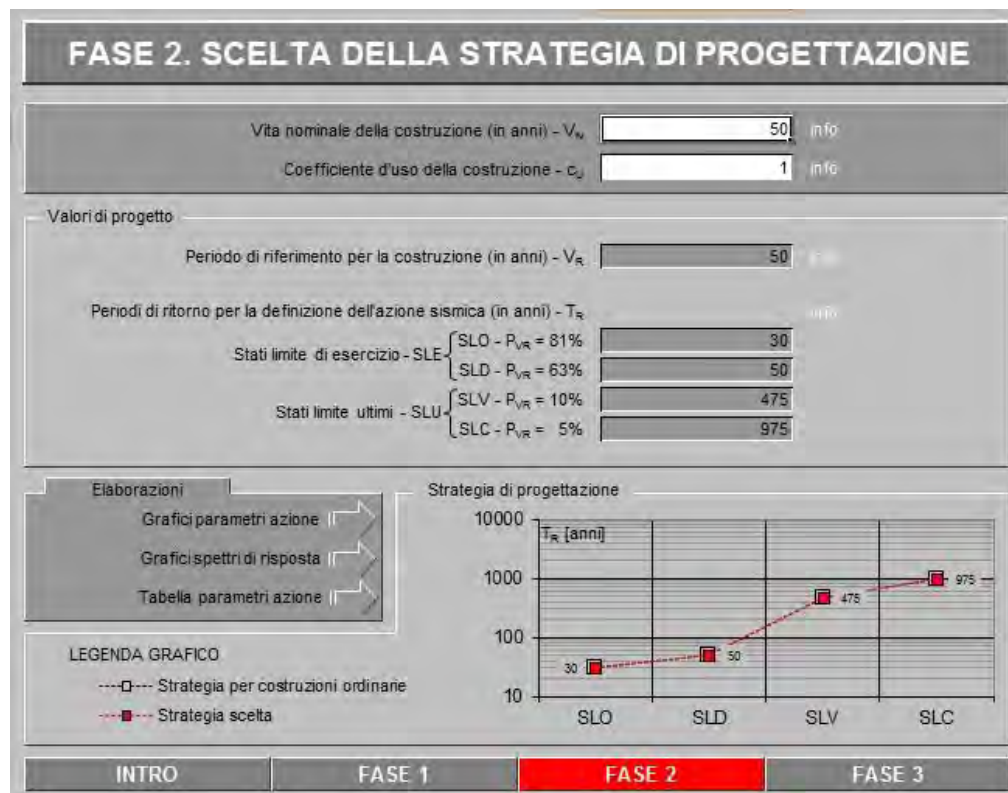 FASE 2. SCELTA DELLA STRATEGIA DI PROGETTAZIONE
Vita nominale della costruzione (in anni) - VN 50 info
Coefficiente d'uso della costruzione - cU 1 info
Valori di progetto
Periodo di riferimento per la costruzione (in anni) - VR 50 info
Periodi di ritorno per la definizione dell'azione sismica (in anni) - TR info
Stati limite di esercizio - SLE
SLO - PVR = 81% 30
SLD - PVR = 63% 50
Stati limite ultimi - SLU
SLV - PVR = 10% 475
SLC - PVR = 5% 975
Elaborazioni
Grafici parametri azione
Grafici spettri di risposta
Tabella parametri azione
LEGENDA GRAFICO
Strategia per costruzioni ordinarie
Strategia scelta
Strategia di progettazione
TR [anni]
10000
1000
100
10
30
50
475
975
SLO SLD SLV SLC
INTRO FASE 1 FASE 2 FASE 3